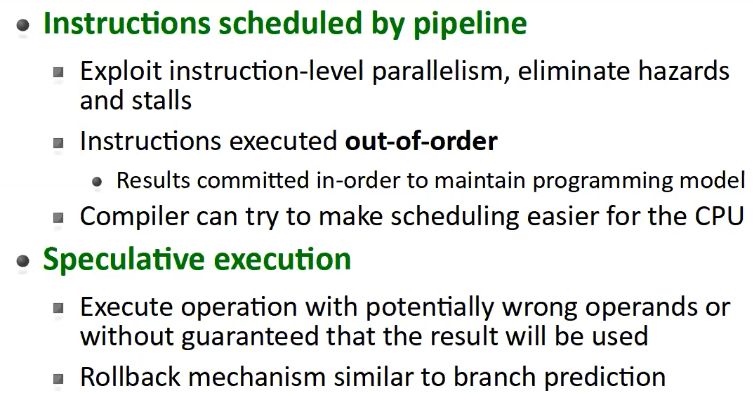 Instructions scheduled by pipeline
Exploit instruction-level parallelism, eliminate hazards
and stalls
Instructions executed out-of-order
Results committed in-order to maintain programming model
Compiler can try to make scheduling easier for the CPU
Speculative execution
Execute operation with potentially wrong operands or
without guaranteed that the result will be used
Rollback mechanism similar to branch prediction